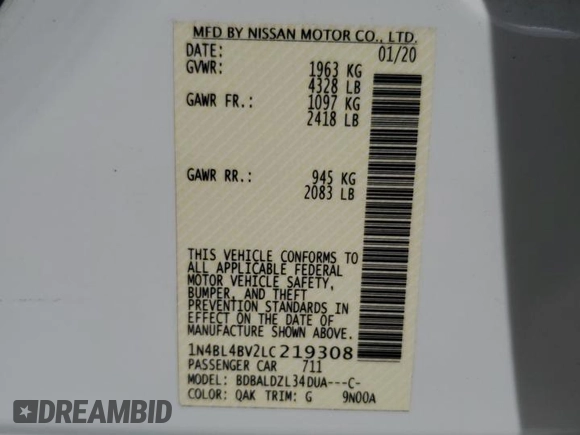 MFD BY NISSAN MOTOR CO., LTD.
DATE: 01/20
GVWR: 1963 KG
4328 LB
GAWR FR.: 1097 KG
2418 LB
GAWR RR.: 945 KG
2083 LB
THIS VEHICLE CONFORMS TO
ALL APPLICABLE FEDERAL
MOTOR VEHICLE SAFETY,
BUMPER, AND THEFT
PREVENTION STANDARDS IN
EFFECT ON THE DATE OF
MANUFACTURE SHOWN ABOVE.
1N4BL4BV2LC219308
PASSENGER CAR 711
MODEL: BDBALDZL34DUA---C-
COLOR: QAK TRIM: G 9N00A
DREAMBID